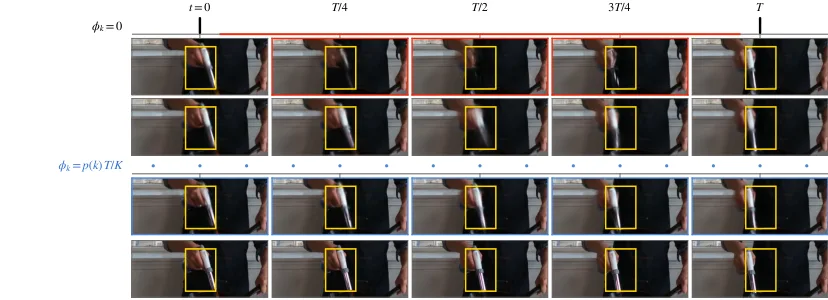 t = 0 T/4 T/2 3T/4 T
ϕₖ = 0
ϕₖ = p(k) T/K